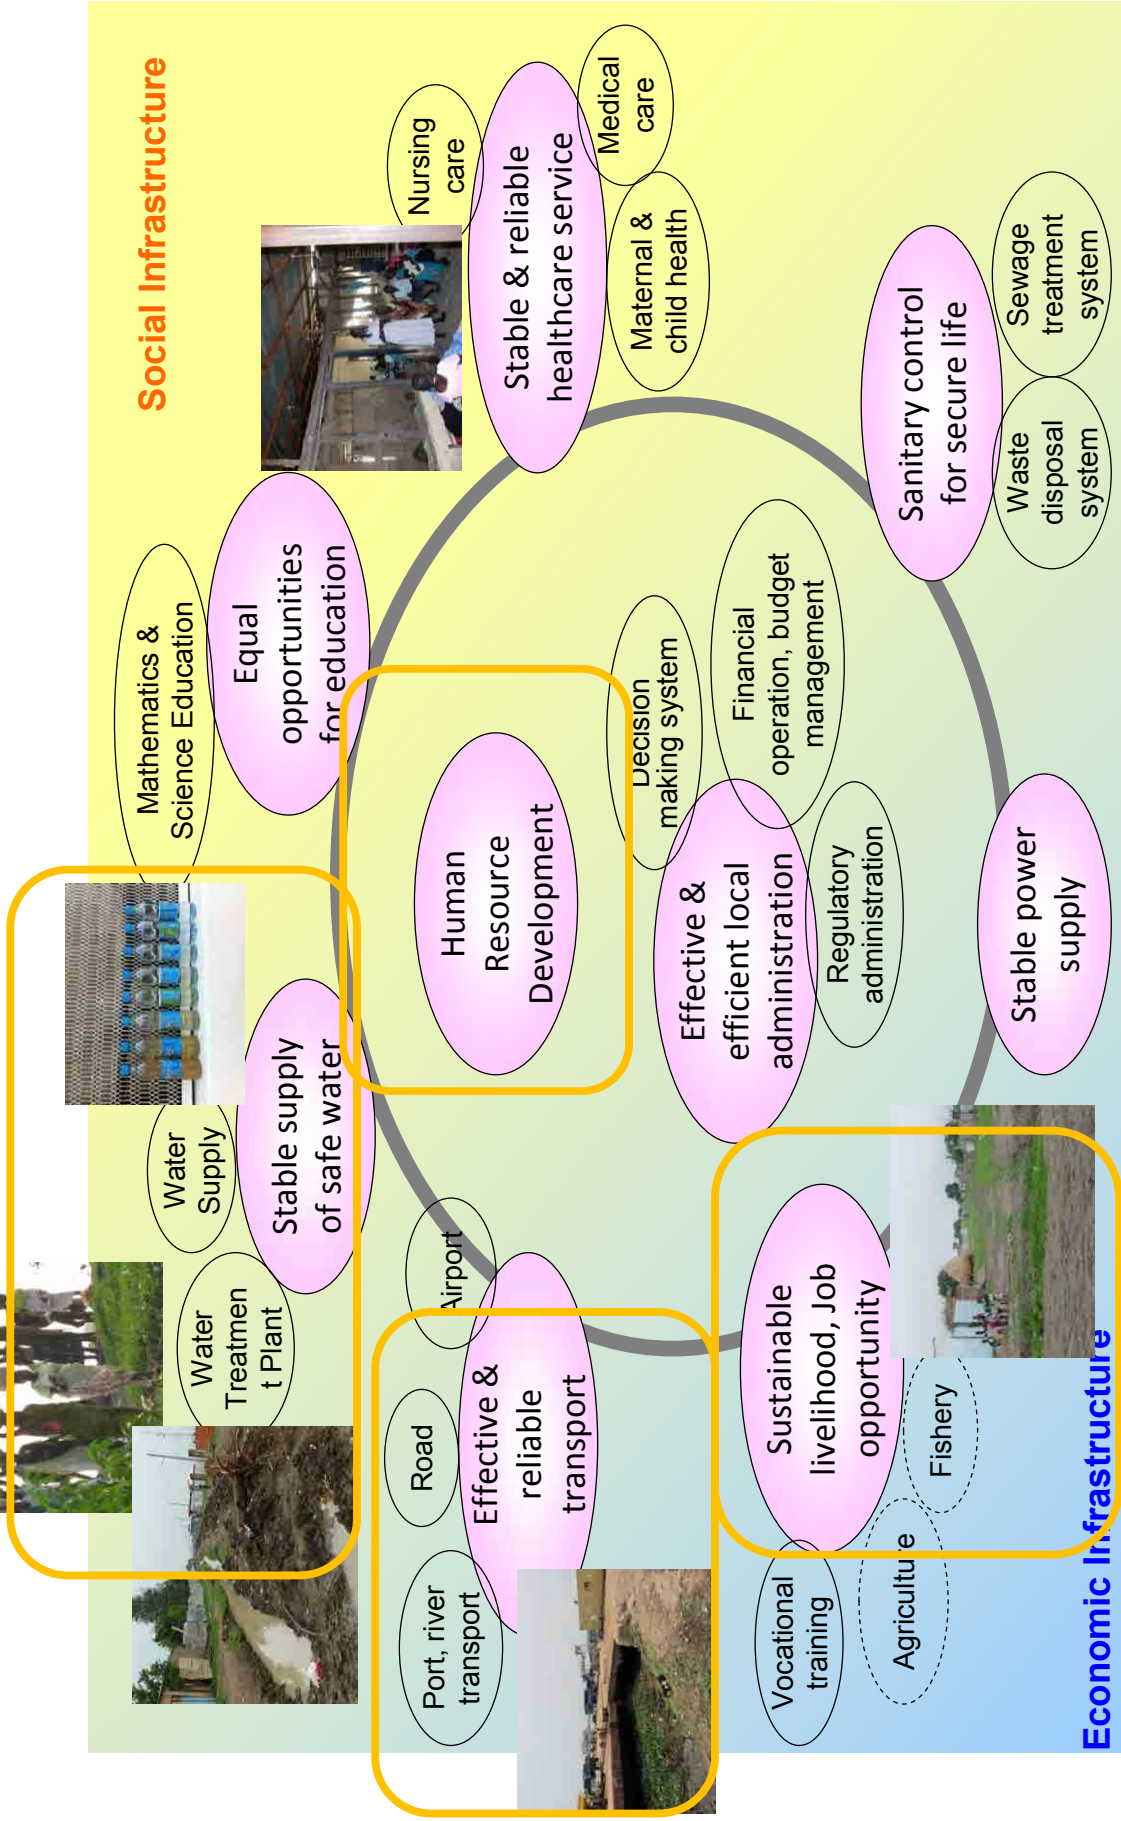 Social Infrastructure
Mathematics &
Science Education
Equal
opportunities
for education
Nursing
care
Stable & reliable
healthcare service
Medical
care
Maternal &
child health
Water
Supply
Water
Treatmen
t Plant
Stable supply
of safe water
Human
Resource
Development
Airport
Road
Port, river
transport
Effective &
reliable
transport
Decision
making system
Effective &
efficient local
administration
Financial
operation, budget
management
Regulatory
administration
Sanitary control
for secure life
Waste
disposal
system
Sewage
treatment
system
Sustainable
livelihood, Job
opportunity
Vocational
training
Agriculture
Fishery
Stable power
supply
Economic Infrastructure